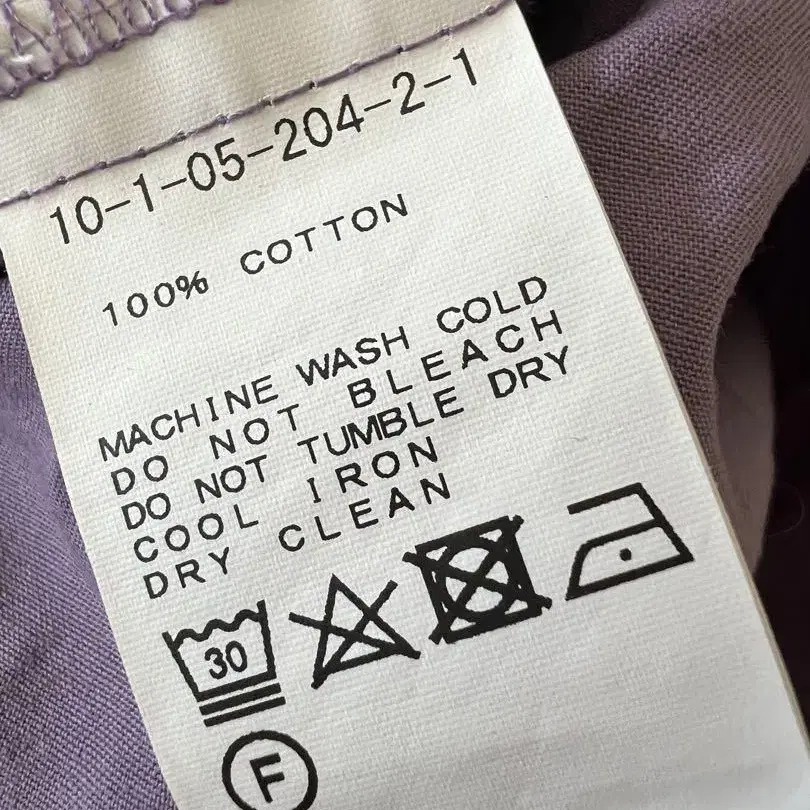 10-1-05-204-2-1
100% COTTON
MACHINE WASH COLD
DO NOT BLEACH
DO NOT TUMBLE DRY
COOL IRON
DRY CLEAN
30
F